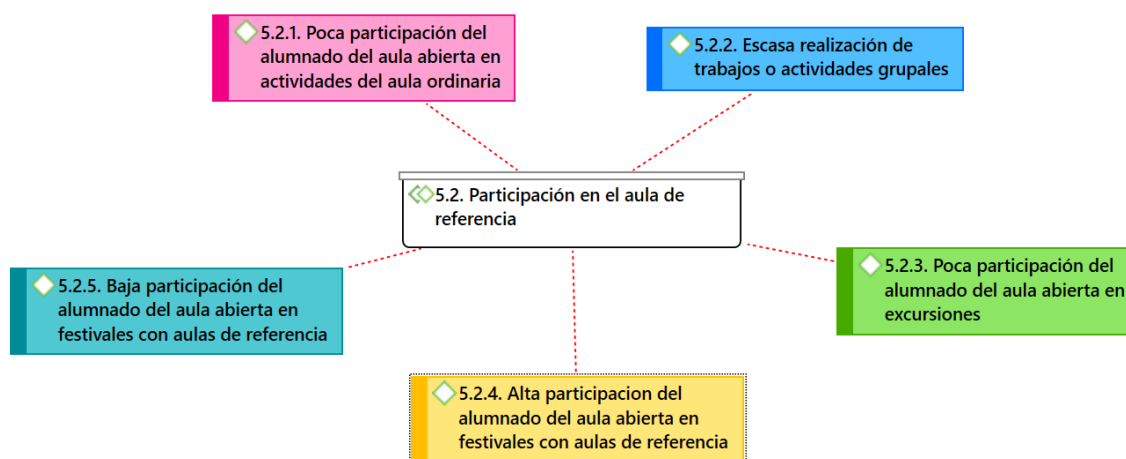 5.2.1. Poca participación del
alumnado del aula abierta en
actividades del aula ordinaria
5.2.2. Escasa realización de
trabajos o actividades grupales
5.2. Participación en el aula de
referencia
5.2.5. Baja participación del
alumnado del aula abierta en
festivales con aulas de referencia
5.2.3. Poca participación del
alumnado del aula abierta en
excursiones
5.2.4. Alta participacion del
alumnado del aula abierta en
festivales con aulas de referencia